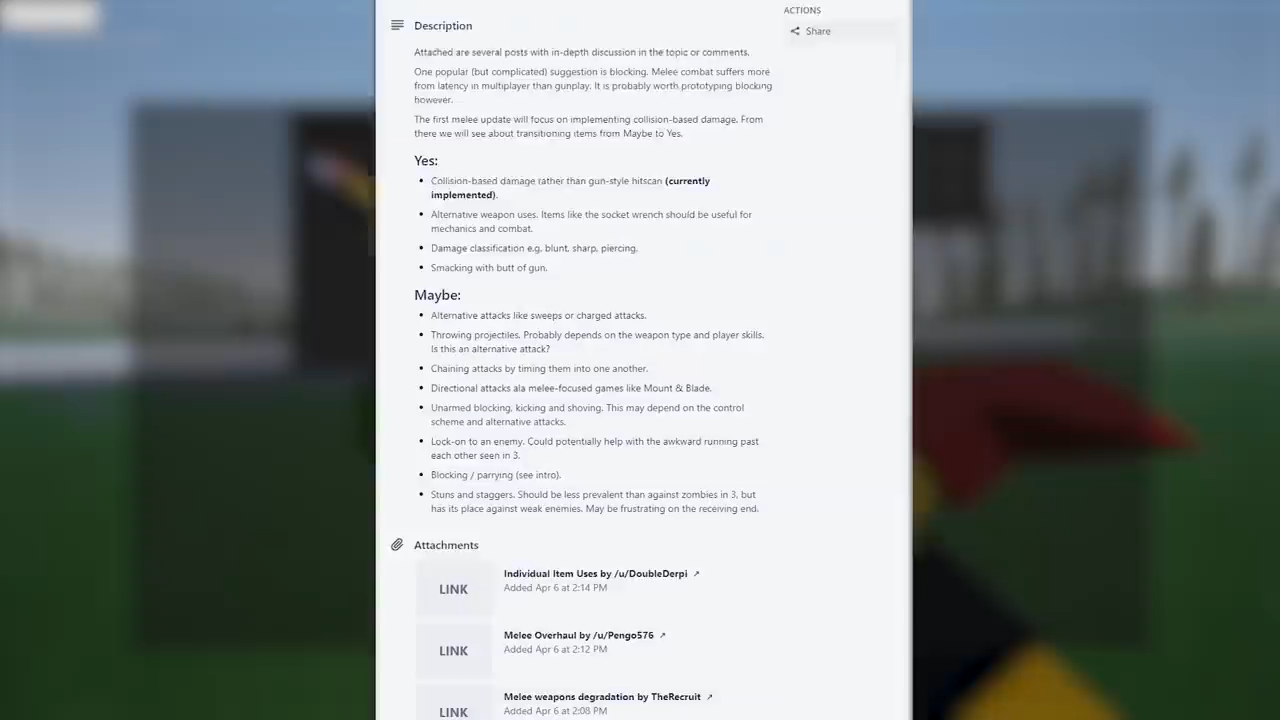 ACTIONS
Description
Share
Attached are several posts with in-depth discussion in the topic or comments.
One popular (but complicated) suggestion is blocking. Melee combat suffers more
from latency in multiplayer than gunplay. It is probably worth prototyping blocking
however.
The first melee update will focus on implementing collision-based damage. From
there we will see about transitioning items from Maybe to Yes.
Yes:
• Collision-based damage rather than gun-style hitscan (currently
implemented).
• Alternative weapon uses. Items like the socket wrench should be useful for
mechanics and combat.
• Damage classification e.g. blunt, sharp, piercing.
• Smacking with butt of gun.
Maybe:
• Alternative attacks like sweeps or charged attacks.
• Throwing projectiles. Probably depends on the weapon type and player skills.
Is this an alternative attack?
• Chaining attacks by timing them into one another.
• Directional attacks ala melee-focused games like Mount & Blade.
• Unarmed blocking, kicking and shoving. This may depend on the control
scheme and alternative attacks.
• Lock-on to an enemy. Could potentially help with the awkward running past
each other seen in 3.
• Blocking / parrying (see intro).
• Stuns and staggers. Should be less prevalent than against zombies in 3, but
has its place against weak enemies. May be frustrating on the receiving end.
Attachments
LINK
Individual Item Uses by /u/DoubleDerpi ↗
Added Apr 6 at 2:14 PM
LINK
Melee Overhaul by /u/Pengo576 ↗
Added Apr 6 at 2:12 PM
LINK
Melee weapons degradation by TheRecruit ↗
Added Apr 6 at 2:08 PM